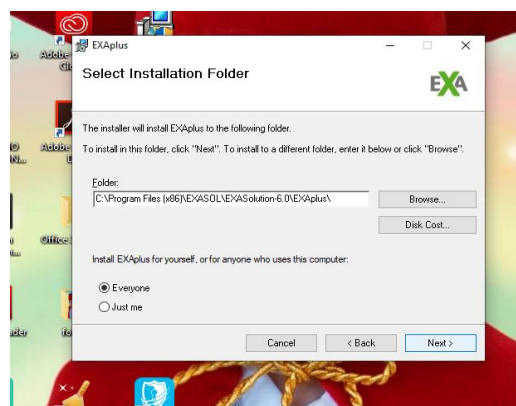 EXAplus
Select Installation Folder
EXA
The installer will install EXAplus to the following folder.
To install in this folder, click "Next". To install to a different folder, enter it below or click "Browse".
Folder:
C:\Program Files (x86)\EXASOL\EXASolution-6.0\EXAplus\
Browse...
Disk Cost...
Install EXAplus for yourself, or for anyone who uses this computer:
Everyone
Just me
Cancel
< Back
Next >
Adobe
Adobe
Office